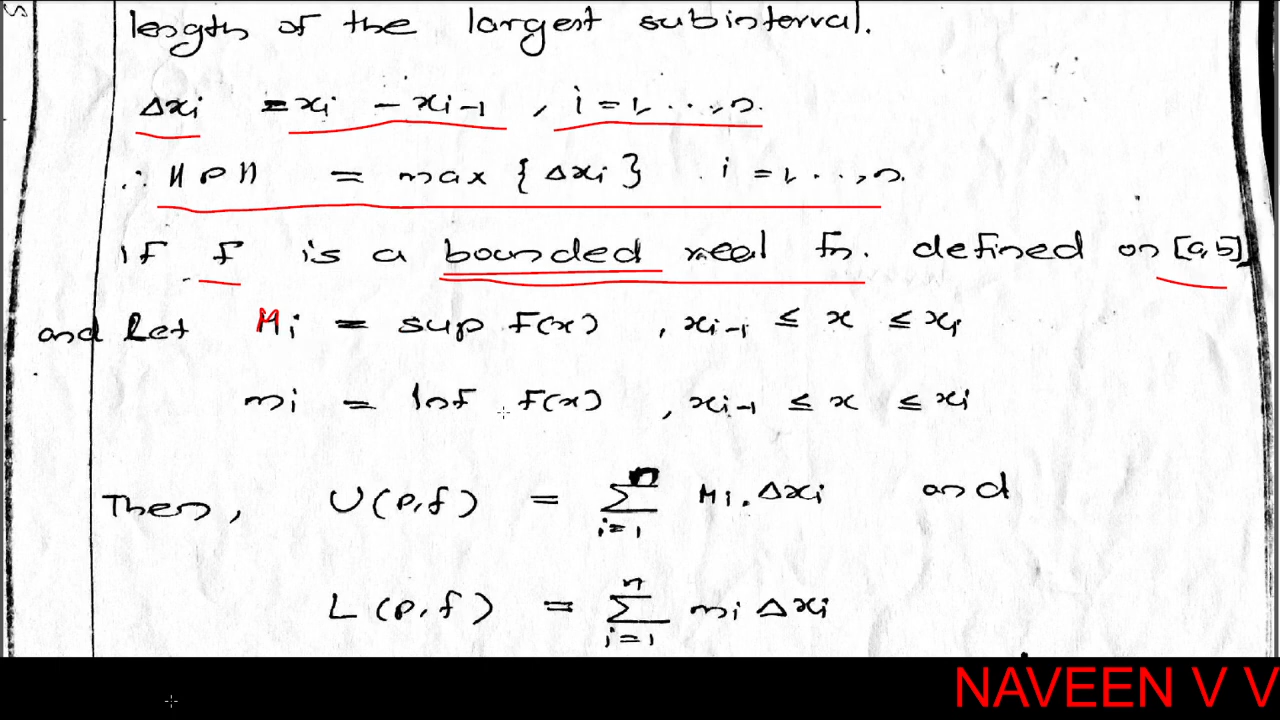 length of the largest subinterval.
Δxi = xi - xi-1 , i = 1, . . , n.
∴ ‖P‖ = max { Δxi } . i = 1, . . , n.
If f is a bounded real fn. defined on [a,b]
and Let Mi = sup f(x) , xi-1 ≤ x ≤ xi
mi = Inf f(x) , xi-1 ≤ x ≤ xi
Then, U(P,f) = n∑i=1 Mi . Δxi and
L(P,f) = n∑i=1 mi Δxi
NAVEEN V V